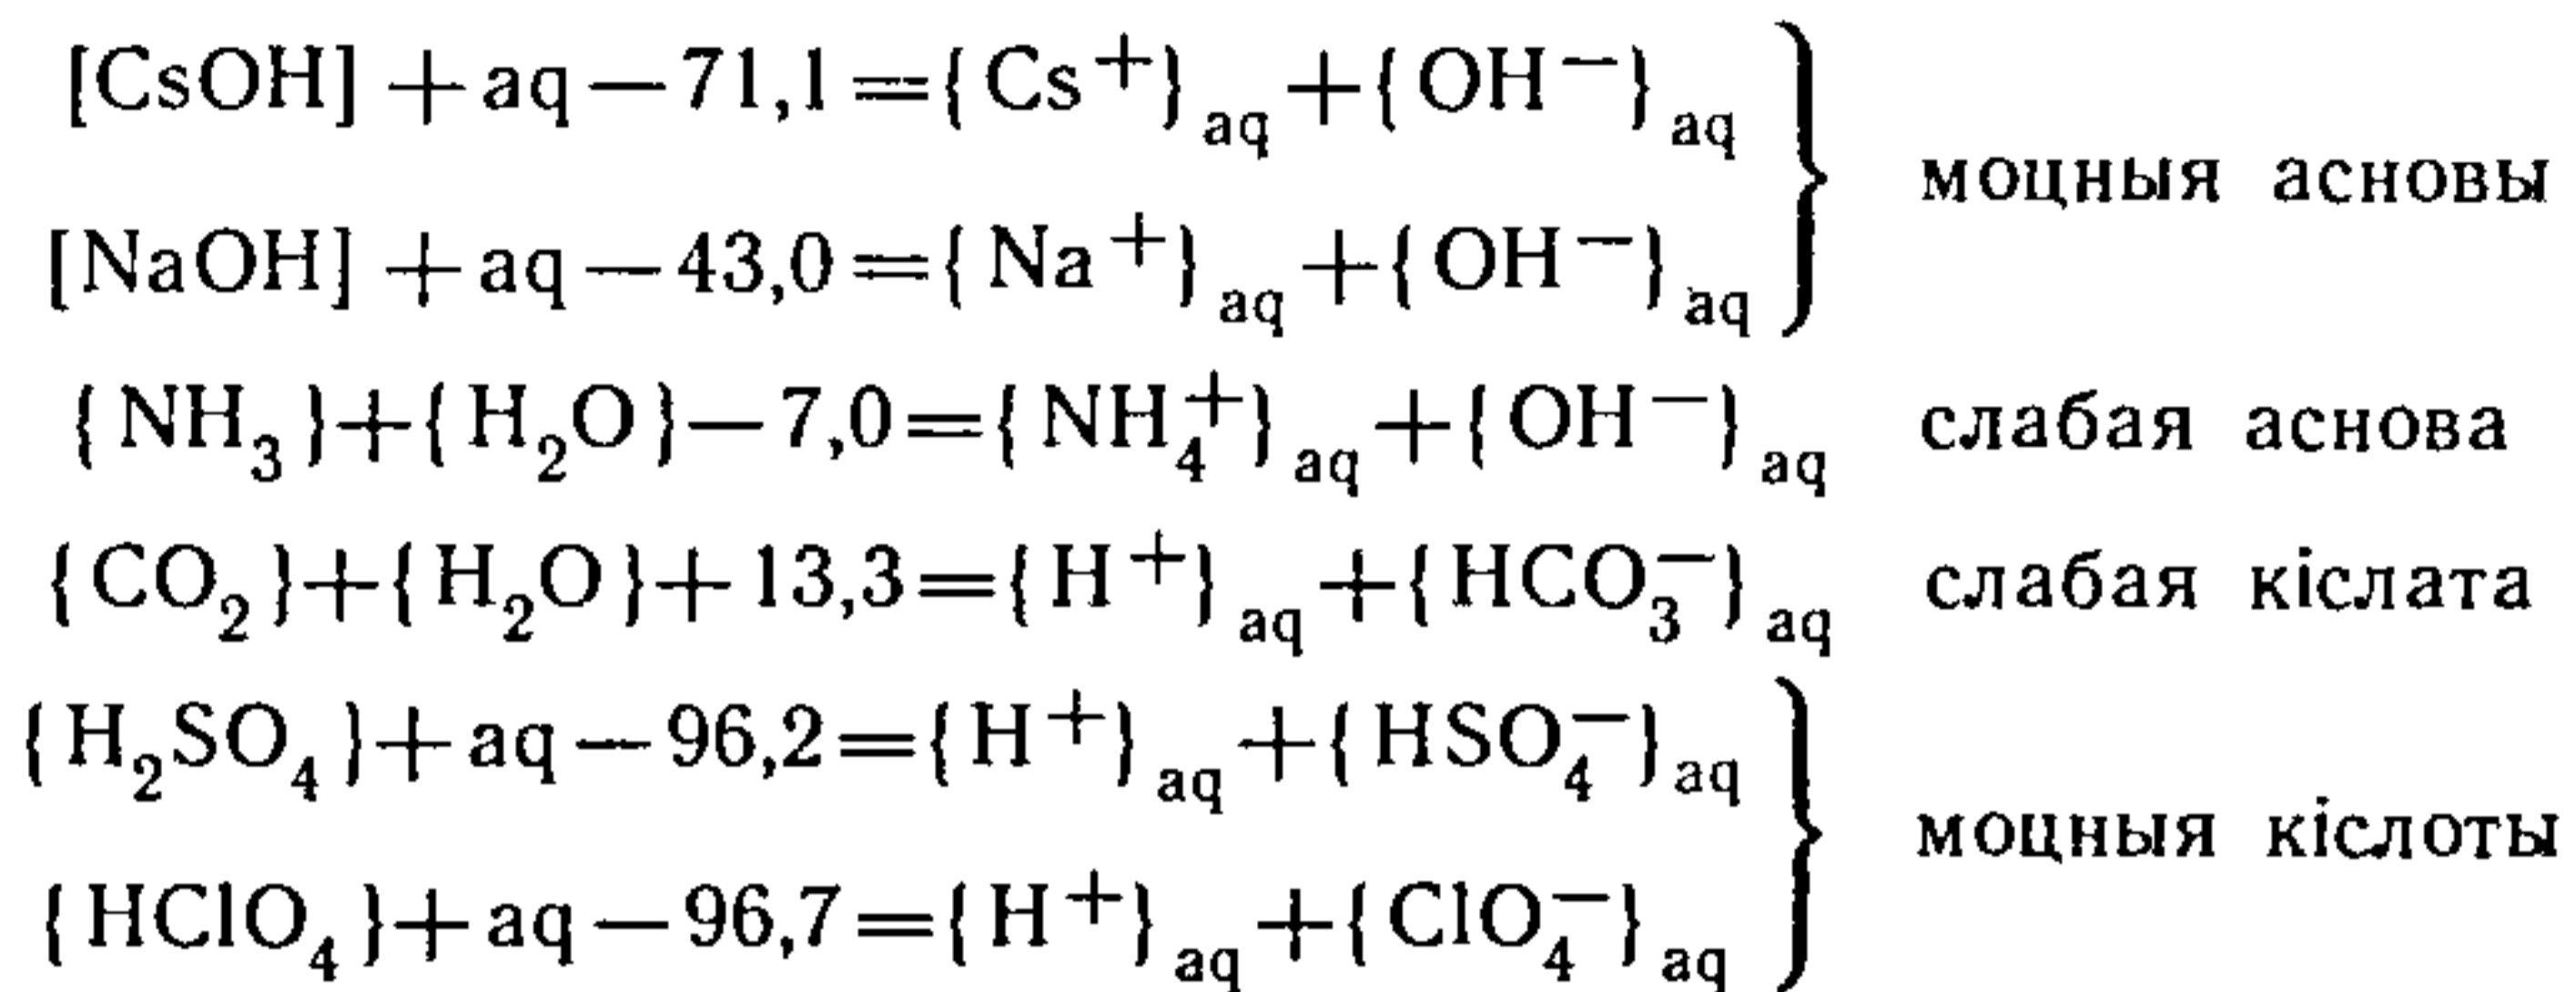 [CsOH] + aq − 71,1 = {Cs⁺}aq + {OH⁻}aq
моцныя асновы
[NaOH] + aq − 43,0 = {Na⁺}aq + {OH⁻}aq
{NH₃} + {H₂O} − 7,0 = {NH₄⁺}aq + {OH⁻}aq слабая аснова
{CO₂} + {H₂O} + 13,3 = {H⁺}aq + {HCO₃⁻}aq слабая кіслата
{H₂SO₄} + aq − 96,2 = {H⁺}aq + {HSO₄⁻}aq
моцныя кіслоты
{HClO₄} + aq − 96,7 = {H⁺}aq + {ClO₄⁻}aq